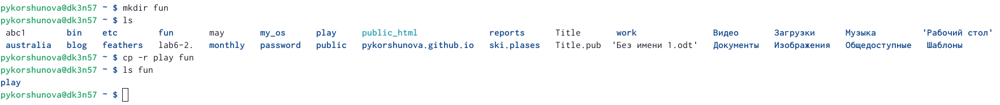 pykorshunova@dk3n57 ~ $ mkdir fun
pykorshunova@dk3n57 ~ $ ls
abc1 bin etc fun may my_os play public_html reports Title work Видео Загрузки Музыка 'Рабочий стол'
australia blog feathers lab6-2. monthly password public pykorshunova.github.io ski.plases Title.pub 'Без имени 1.odt' Документы Изображения Общедоступные Шаблоны
pykorshunova@dk3n57 ~ $ cp -r play fun
pykorshunova@dk3n57 ~ $ ls fun
play
pykorshunova@dk3n57 ~ $